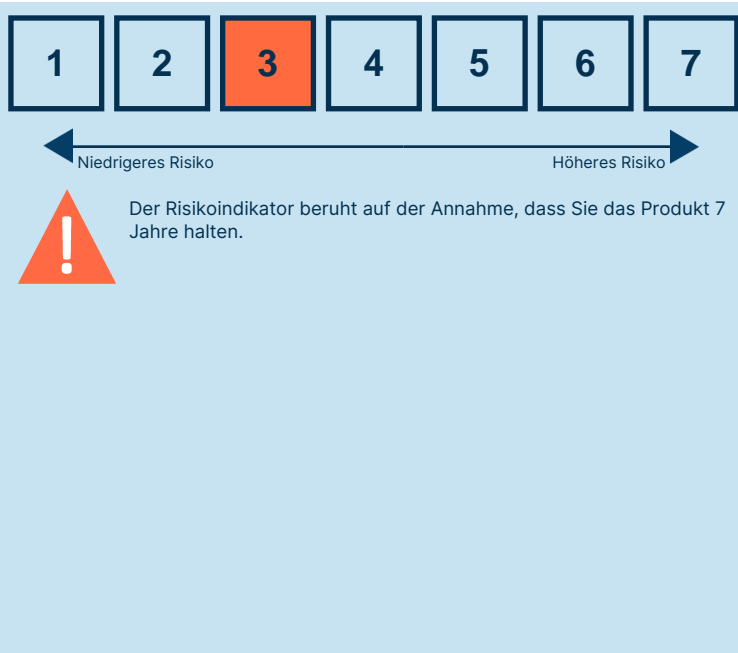 1 2 3 4 5 6 7
Niedrigeres Risiko Höheres Risiko
Der Risikoindikator beruht auf der Annahme, dass Sie das Produkt 7
Jahre halten.
!